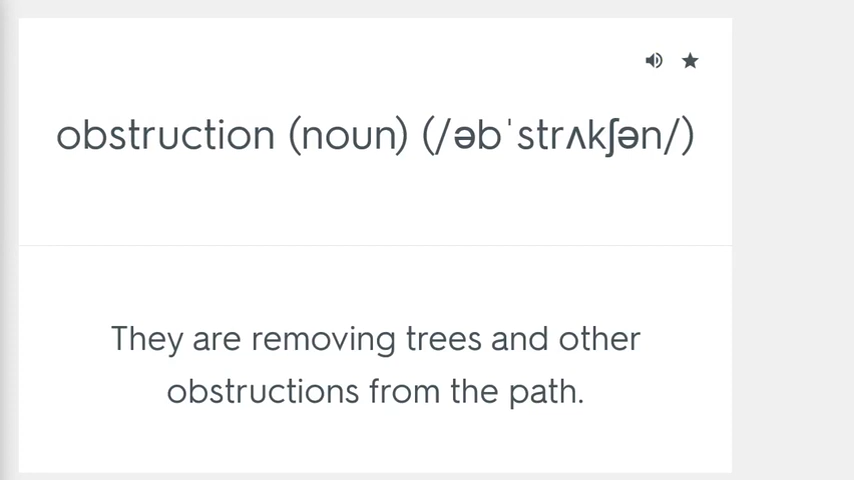 obstruction (noun) (/əbˈstrʌkʃən/)
They are removing trees and other
obstructions from the path.